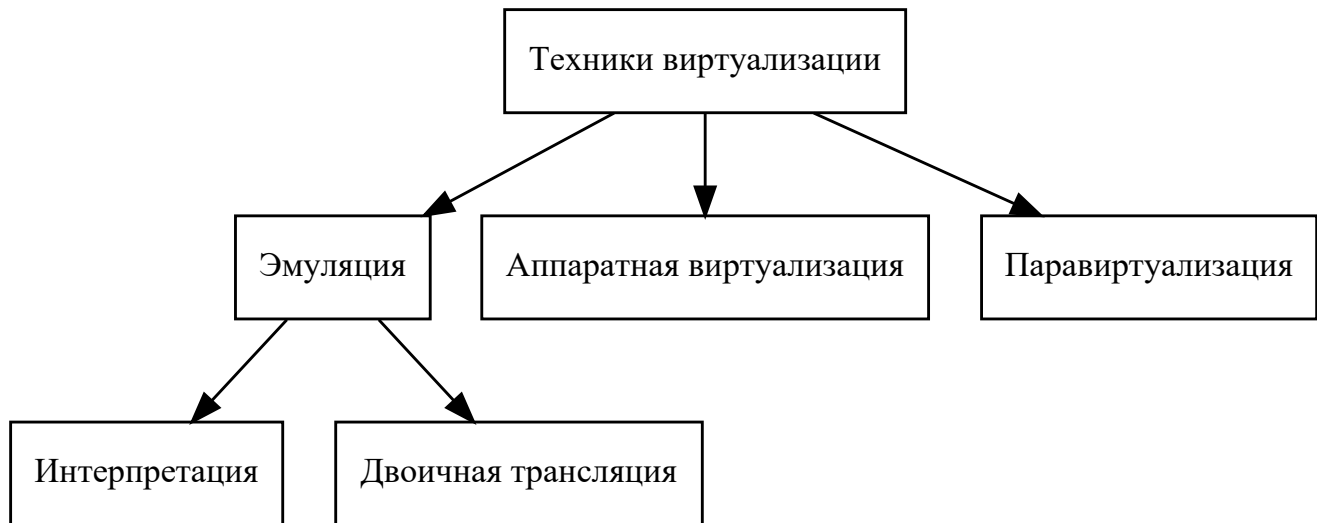 Техники виртуализации
Эмуляция
Аппаратная виртуализация
Паравиртуализация
Интерпретация
Двоичная трансляция